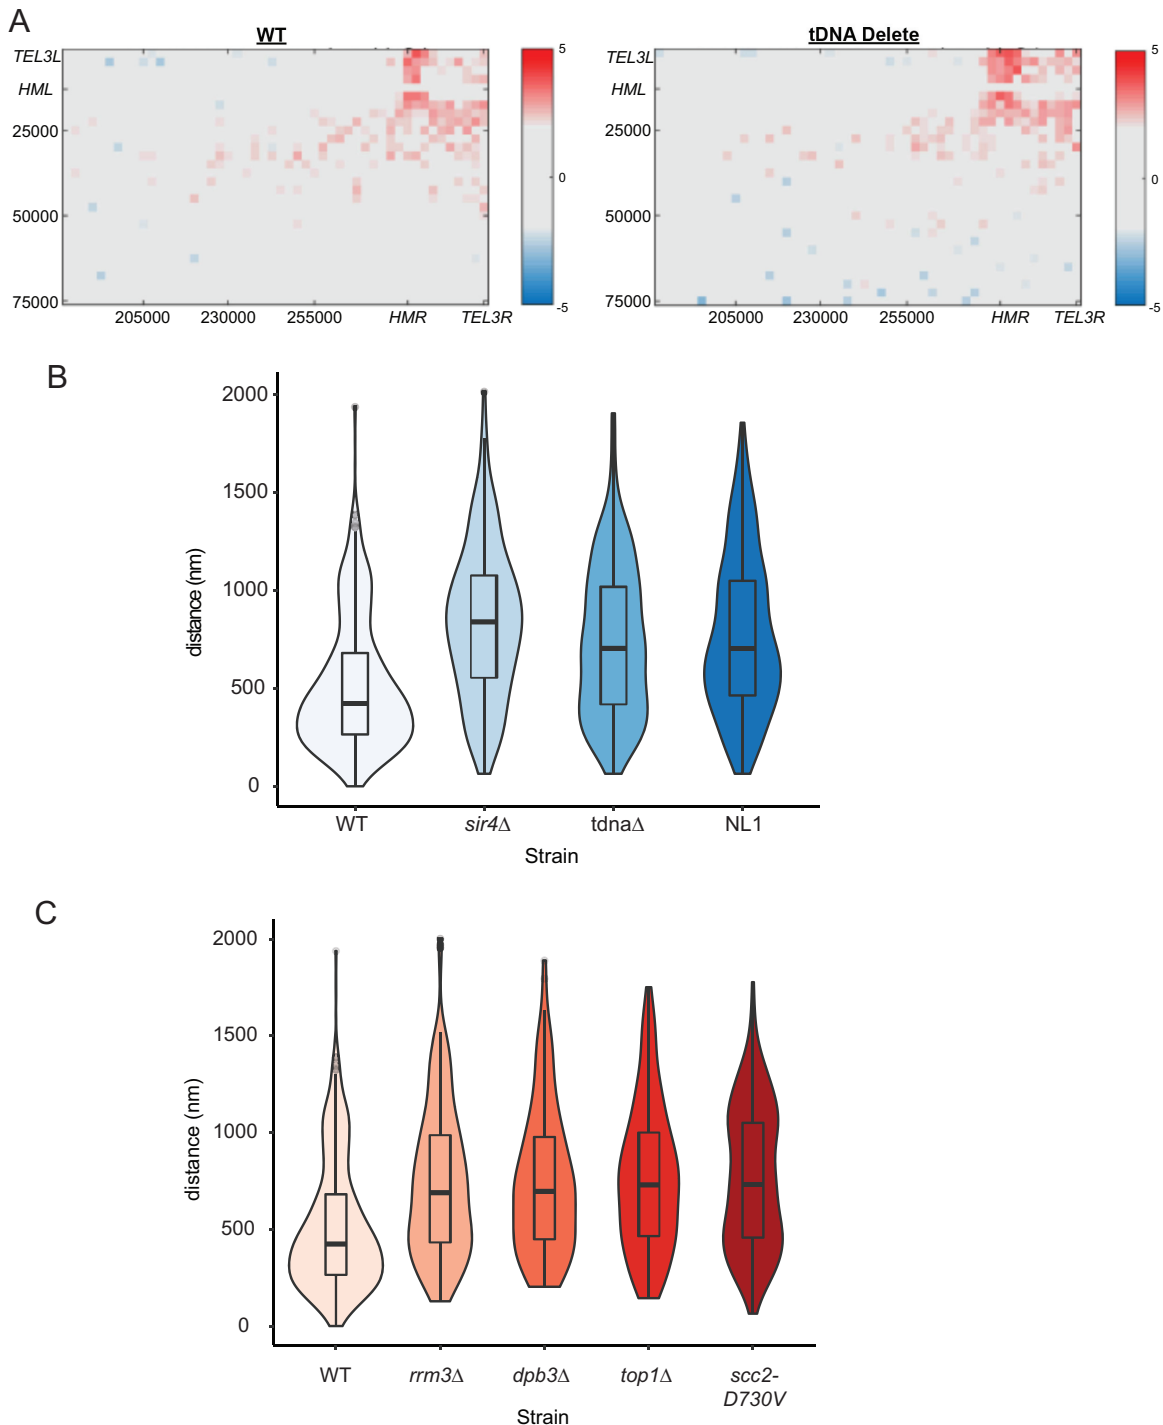 A
WT
tDNA Delete
TEL3L
HML
25000
50000
75000
205000 230000 255000 HMR TEL3R
5
0
-5
TEL3L
HML
25000
50000
75000
205000 230000 255000 HMR TEL3R
5
0
-5
B
distance (nm)
2000
1500
1000
500
0
WT sir4Δ tdnaΔ NL1
Strain
C
distance (nm)
2000
1500
1000
500
0
WT rrm3Δ dpb3Δ top1Δ scc2-
D730V
Strain